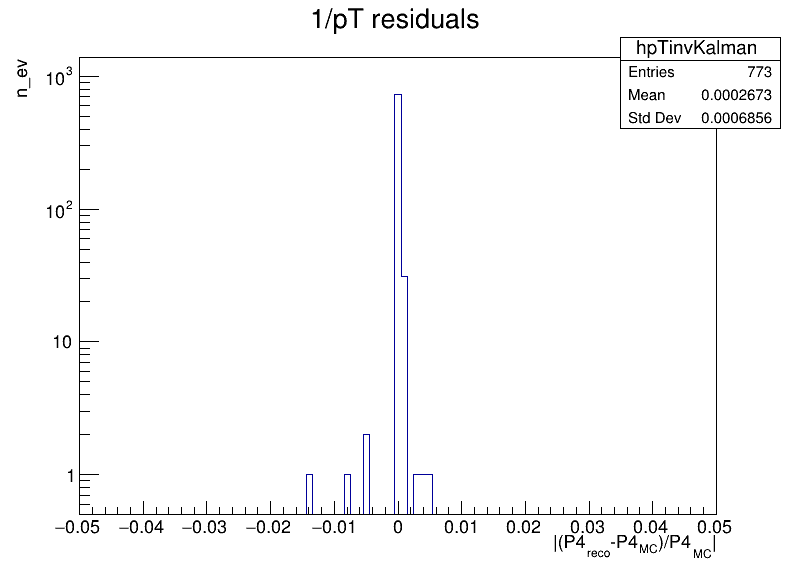 1/pT residuals
hpTinvKalman
Entries 773
Mean 0.0002673
Std Dev 0.0006856
n_ev
10³
10²
10
1
−0.05 −0.04 −0.03 −0.02 −0.01 0 0.01 0.02 0.03 0.04 0.05
|(P4reco-P4MC)/P4MC|